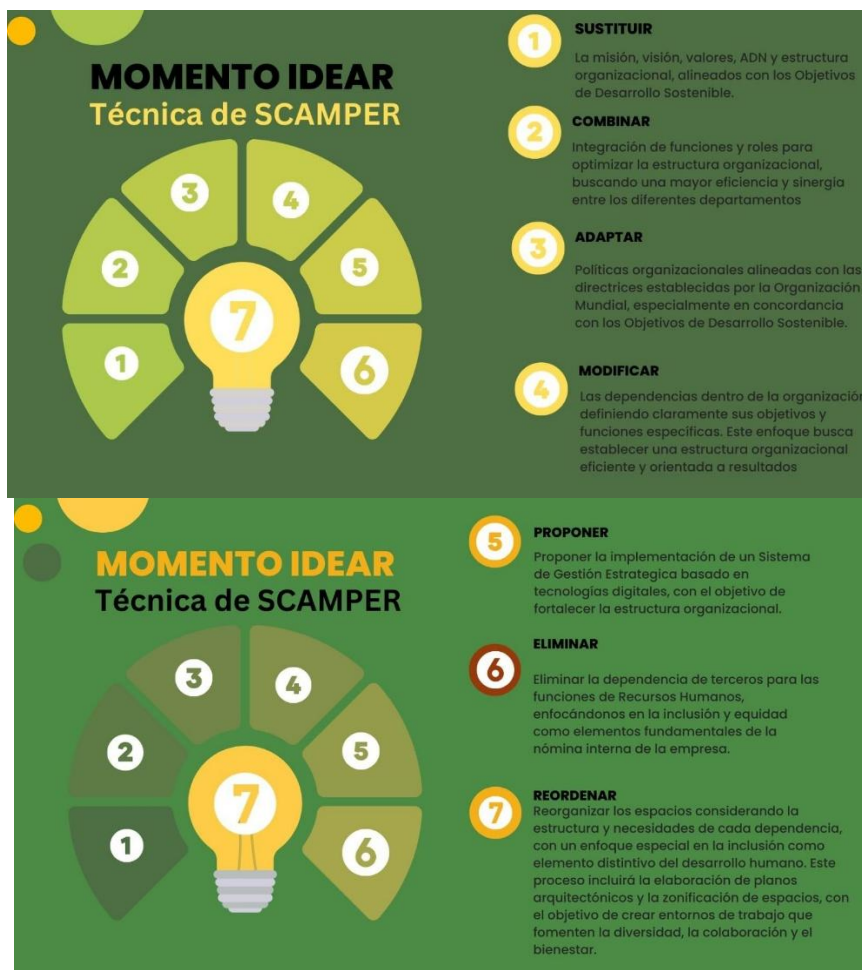 MOMENTO IDEAR
Técnica de SCAMPER
1
2
3
4
5
6
7
1
SUSTITUIR
La misión, visión, valores, ADN y estructura
organizacional, alineados con los Objetivos
de Desarrollo Sostenible.
2
COMBINAR
Integración de funciones y roles para
optimizar la estructura organizacional,
buscando una mayor eficiencia y sinergia
entre los diferentes departamentos
3
ADAPTAR
Políticas organizacionales alineadas con las
directrices establecidas por la Organización
Mundial, especialmente en concordancia
con los Objetivos de Desarrollo Sostenible.
4
MODIFICAR
Las dependencias dentro de la organización
definiendo claramente sus objetivos y
funciones específicas. Este enfoque busca
establecer una estructura organizacional
eficiente y orientada a resultados
MOMENTO IDEAR
Técnica de SCAMPER
1
2
3
4
5
6
7
5
PROPONER
Proponer la implementación de un Sistema
de Gestión Estrategica basado en
tecnologías digitales, con el objetivo de
fortalecer la estructura organizacional.
6
ELIMINAR
Eliminar la dependencia de terceros para las
funciones de Recursos Humanos,
enfocándonos en la inclusión y equidad
como elementos fundamentales de la
nómina interna de la empresa.
7
REORDENAR
Reorganizar los espacios considerando la
estructura y necesidades de cada dependencia,
con un enfoque especial en la inclusión como
elemento distintivo del desarrollo humano. Este
proceso incluirá la elaboración de planos
arquitectónicos y la zonificación de espacios, con
el objetivo de crear entornos de trabajo que
fomenten la diversidad, la colaboración y el
bienestar.